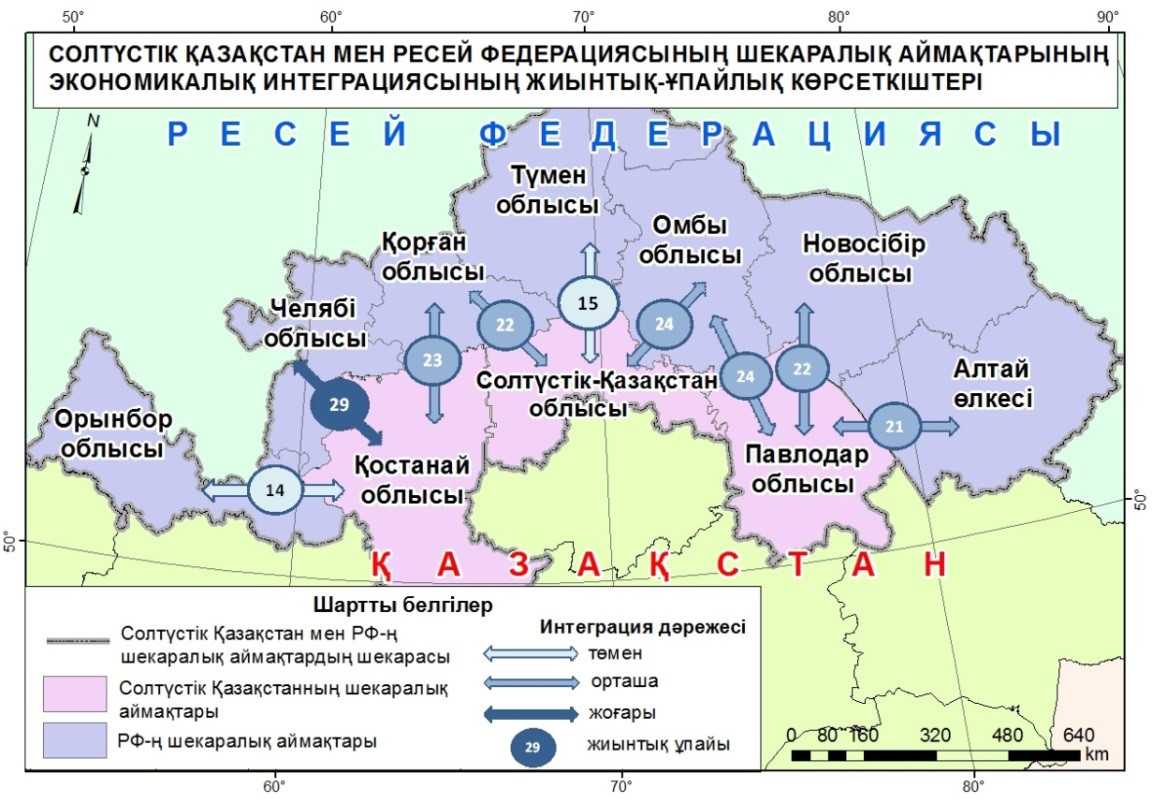 50° 60° 70° 80° 90°
СОЛТҮСТІК ҚАЗАҚСТАН МЕН РЕСЕЙ ФЕДЕРАЦИЯСЫНЫҢ ШЕКАРАЛЫҚ АЙМАҚТАРЫНЫҢ
ЭКОНОМИКАЛЫҚ ИНТЕГРАЦИЯСЫНЫҢ ЖИЫНТЫҚ-ҰПАЙЛЫҚ КӨРСЕТКІШТЕРІ
N
РЕСЕЙ ФЕДЕРАЦИЯСЫ
Түмен
облысы
Омбы
облысы
Қорған
облысы
Новосібір
облысы
Челябі
облысы
15
22
24
23
24
22
Солтүстік-Қазақстан
облысы
Алтай
өлкесі
29
21
Орынбор
облысы
Қостанай
облысы
Павлодар
облысы
14
50°
50°
ҚАЗАҚСТАН
Шартты белгілер
Солтүстік Қазақстан мен РФ-ң
шекаралық аймақтардың шекарасы
Солтүстік Қазақстанның шекаралық
аймақтары
РФ-ң шекаралық аймақтары
Интеграция дәрежесі
төмен
орташа
жоғары
29 жиынтық ұпайы
0 80 160 320 480 640
km
60° 70° 80°